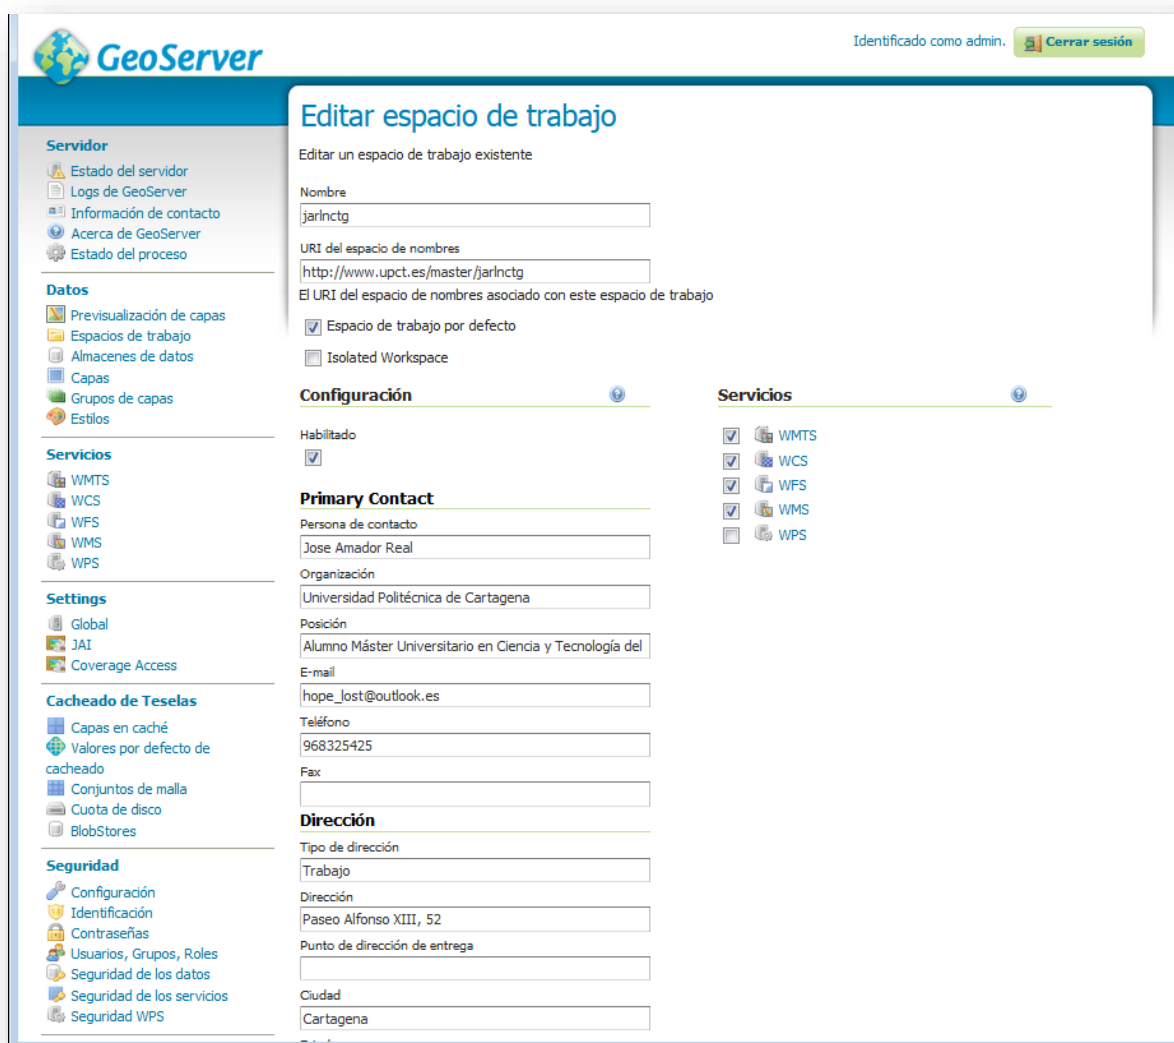 GeoServer
Identificado como admin.
Cerrar sesión
Servidor
Estado del servidor
Logs de GeoServer
Información de contacto
Acerca de GeoServer
Estado del proceso
Datos
Previsualización de capas
Espacios de trabajo
Almacenes de datos
Capas
Grupos de capas
Estilos
Servicios
WMTS
WCS
WFS
WMS
WPS
Settings
Global
JAI
Coverage Access
Cacheado de Teselas
Capas en caché
Valores por defecto de
cacheado
Conjuntos de malla
Cuota de disco
BlobStores
Seguridad
Configuración
Identificación
Contraseñas
Usuarios, Grupos, Roles
Seguridad de los datos
Seguridad de los servicios
Seguridad WPS
Editar espacio de trabajo
Editar un espacio de trabajo existente
Nombre
jarlnctg
URI del espacio de nombres
http://www.upct.es/master/jarlnctg
El URI del espacio de nombres asociado con este espacio de trabajo
Espacio de trabajo por defecto
Isolated Workspace
Configuración
Habilitado
Primary Contact
Persona de contacto
Jose Amador Real
Organización
Universidad Politécnica de Cartagena
Posición
Alumno Máster Universitario en Ciencia y Tecnología del
E-mail
hope_lost@outlook.es
Teléfono
968325425
Fax
Dirección
Tipo de dirección
Trabajo
Dirección
Paseo Alfonso XIII, 52
Punto de dirección de entrega
Ciudad
Cartagena
Servicios
WMTS
WCS
WFS
WMS
WPS